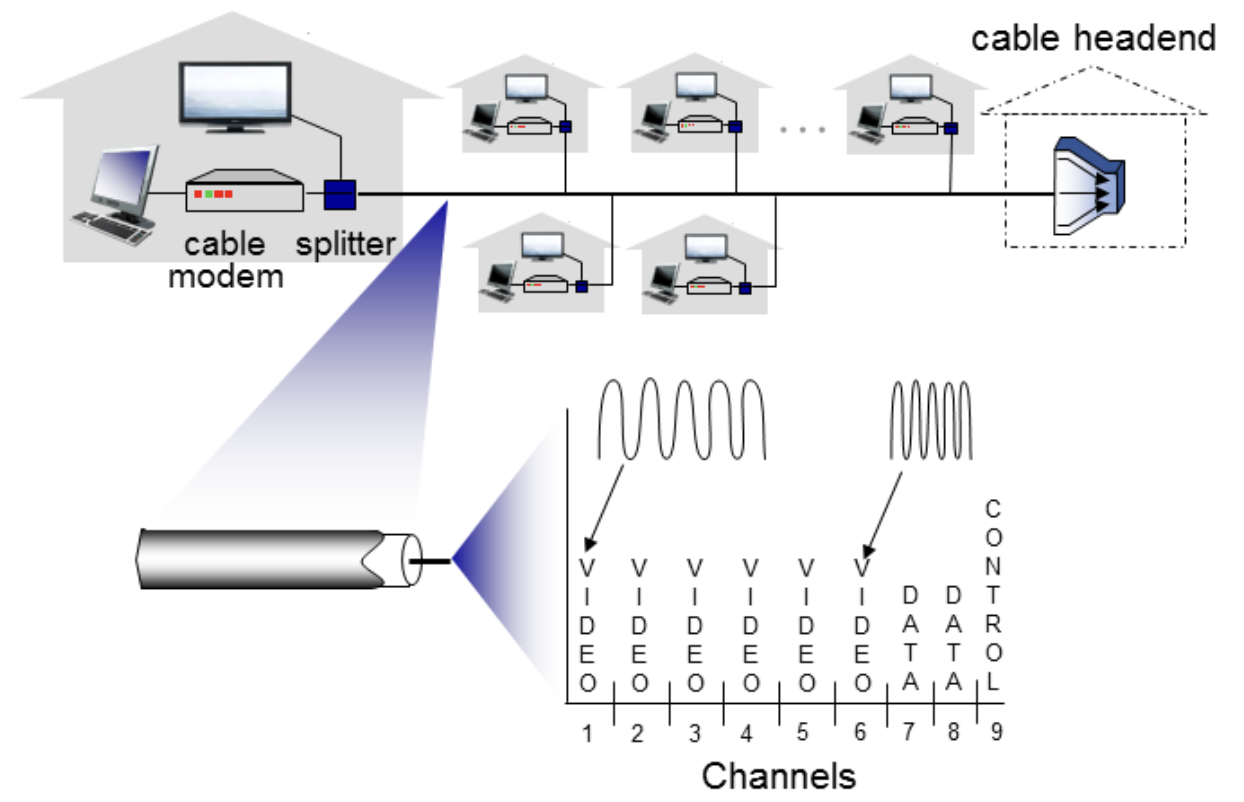 cable headend
cable
modem
splitter
VIDEO
VIDEO
VIDEO
VIDEO
VIDEO
VIDEO
DATA
DATA
CONTROL
1 2 3 4 5 6 7 8 9
Channels